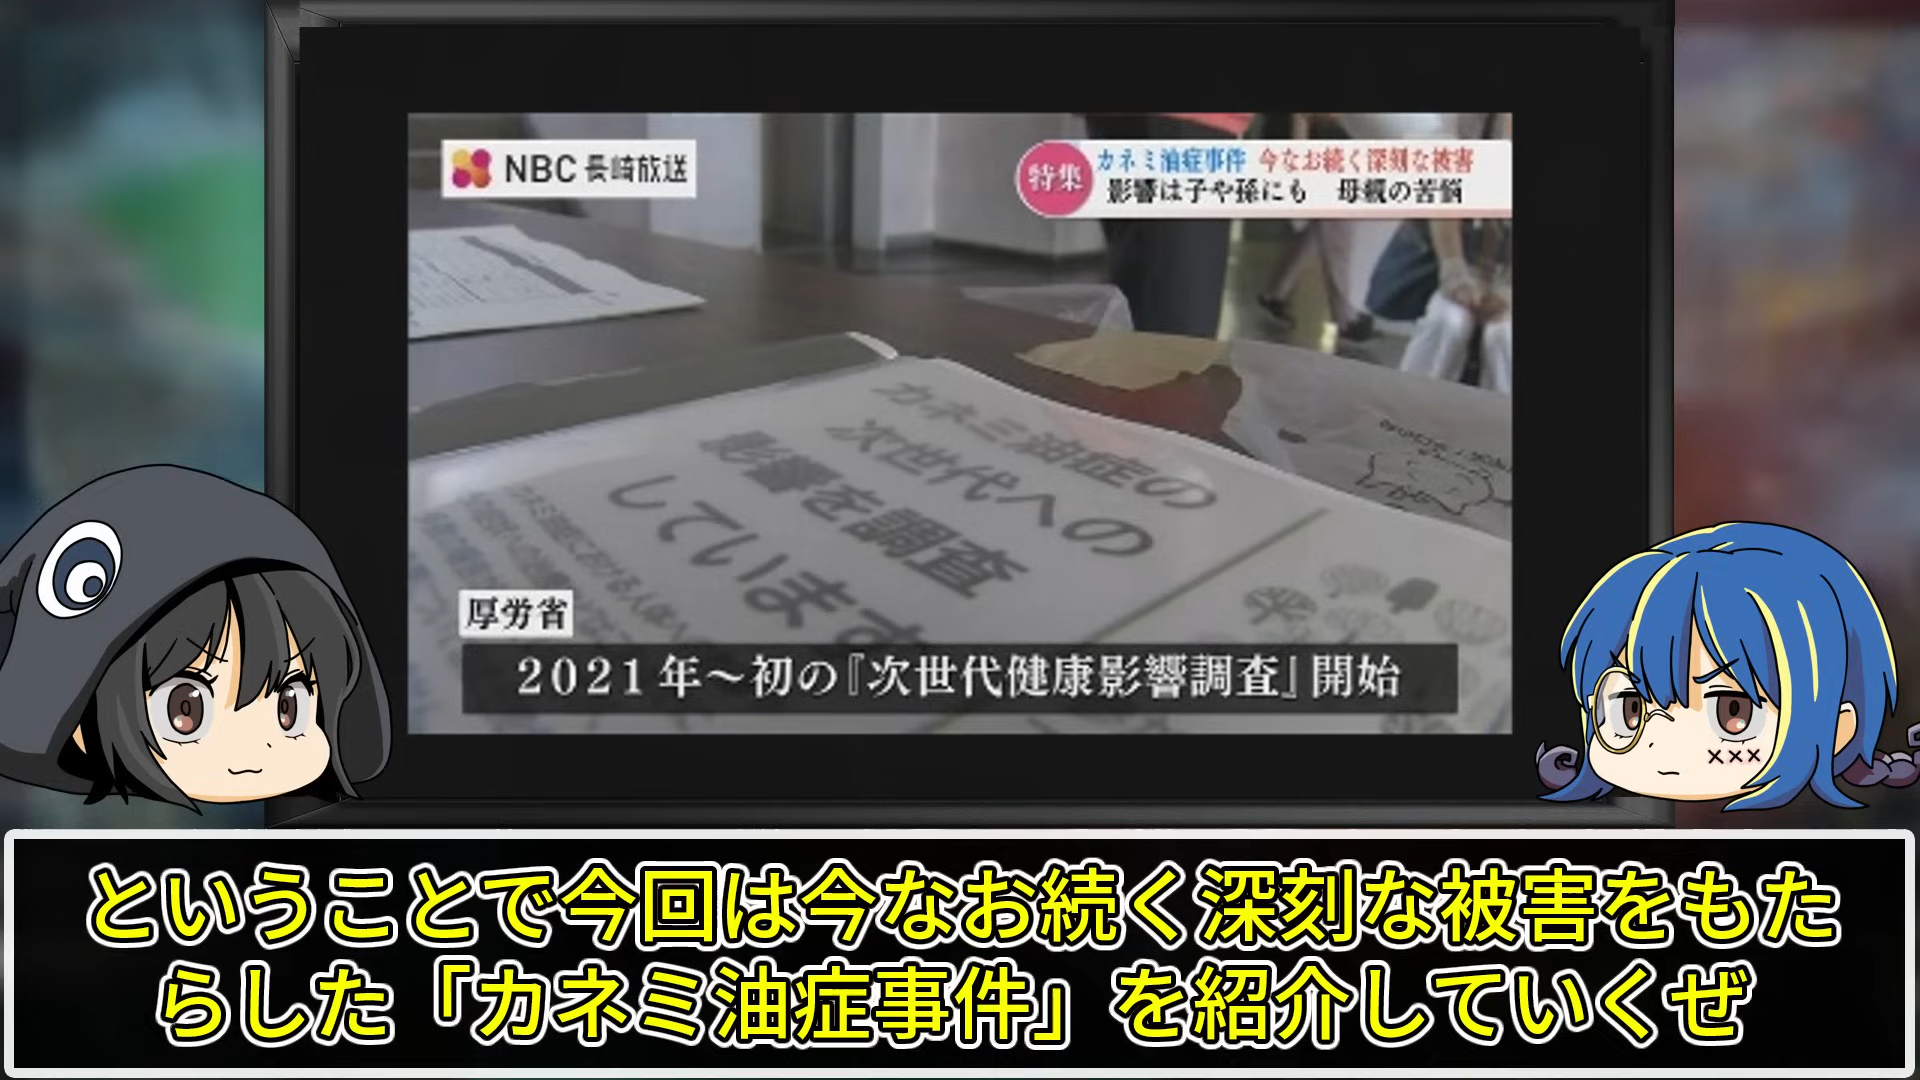 NBC 長崎放送
特集
カネミ油症事件 今なお続く深刻な被害
影響は子や孫にも 母親の苦悩
カネミ油症の
次世代への
影響を調査
しています
厚労省
2021年～初の『次世代健康影響調査』開始
×××
ということで今回は今なお続く深刻な被害をもた
らした「カネミ油症事件」を紹介していくぜ